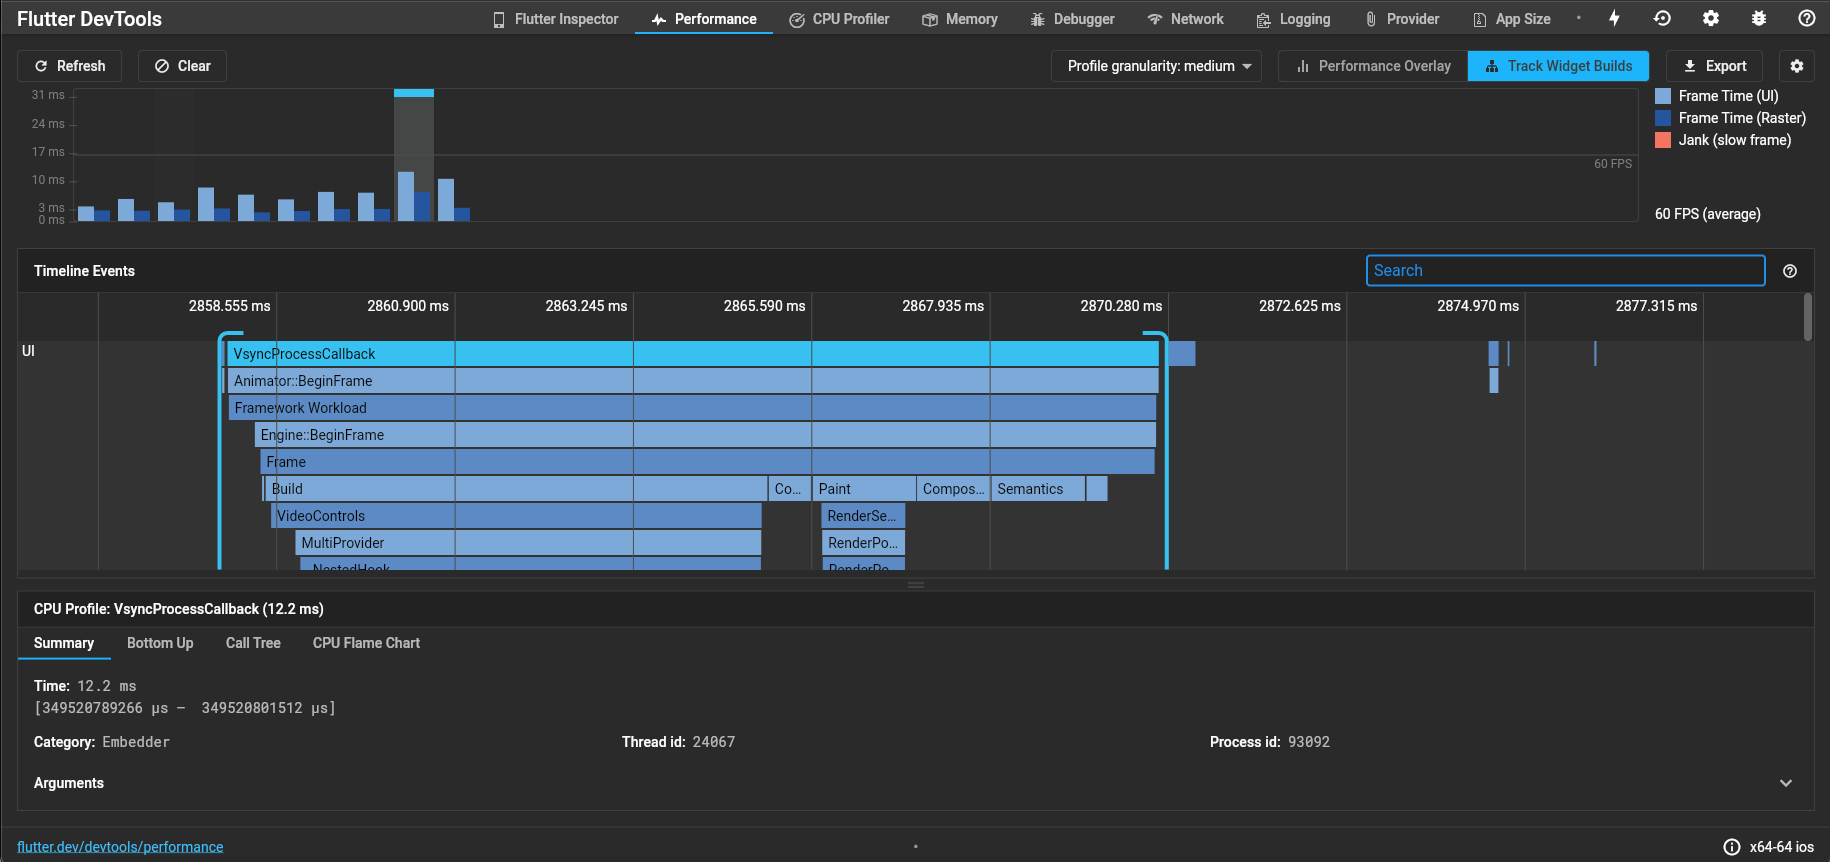 Flutter DevTools
Flutter Inspector
Performance
CPU Profiler
Memory
Debugger
Network
Logging
Provider
App Size
Refresh
Clear
Profile granularity: medium
Performance Overlay
Track Widget Builds
Export
31 ms
24 ms
17 ms
10 ms
3 ms
0 ms
60 FPS
Frame Time (UI)
Frame Time (Raster)
Jank (slow frame)
60 FPS (average)
Timeline Events
Search
2858.555 ms
2860.900 ms
2863.245 ms
2865.590 ms
2867.935 ms
2870.280 ms
2872.625 ms
2874.970 ms
2877.315 ms
UI
VsyncProcessCallback
Animator::BeginFrame
Framework Workload
Engine::BeginFrame
Frame
Build
Co...
Paint
Compos...
Semantics
VideoControls
RenderSe...
MultiProvider
RenderPo...
NestedHook
RenderPo...
CPU Profile: VsyncProcessCallback (12.2 ms)
Summary
Bottom Up
Call Tree
CPU Flame Chart
Time: 12.2 ms
[349520789266 μs – 349520801512 μs]
Category: Embedder
Thread id: 24067
Process id: 93092
Arguments
flutter.dev/devtools/performance
x64-64 ios